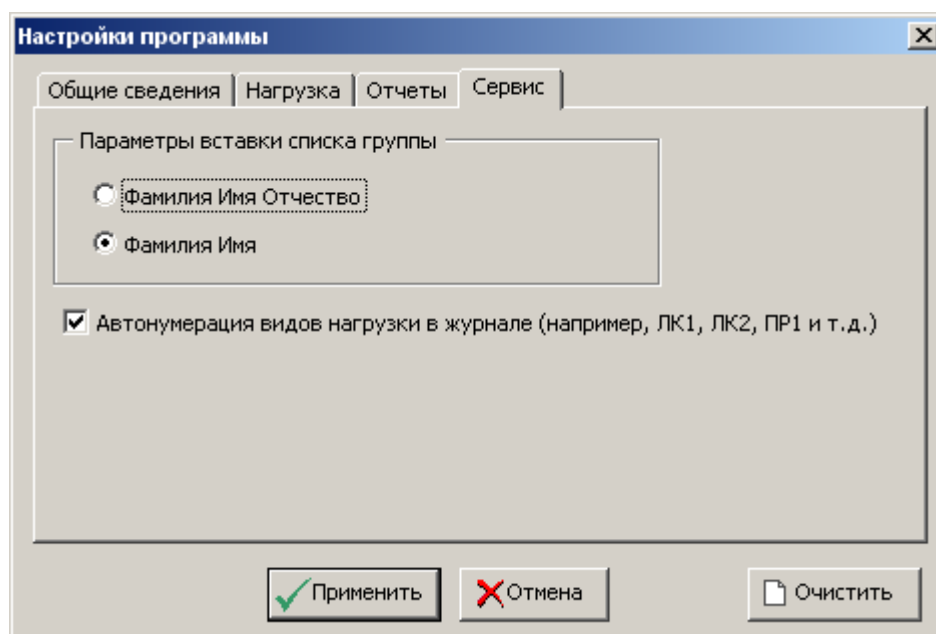 Настройки программы
Общие сведения Нагрузка Отчеты Сервис
Параметры вставки списка группы
Фамилия Имя Отчество
Фамилия Имя
Автонумерация видов нагрузки в журнале (например, ЛК1, ЛК2, ПР1 и т.д.)
Применить Отмена Очистить